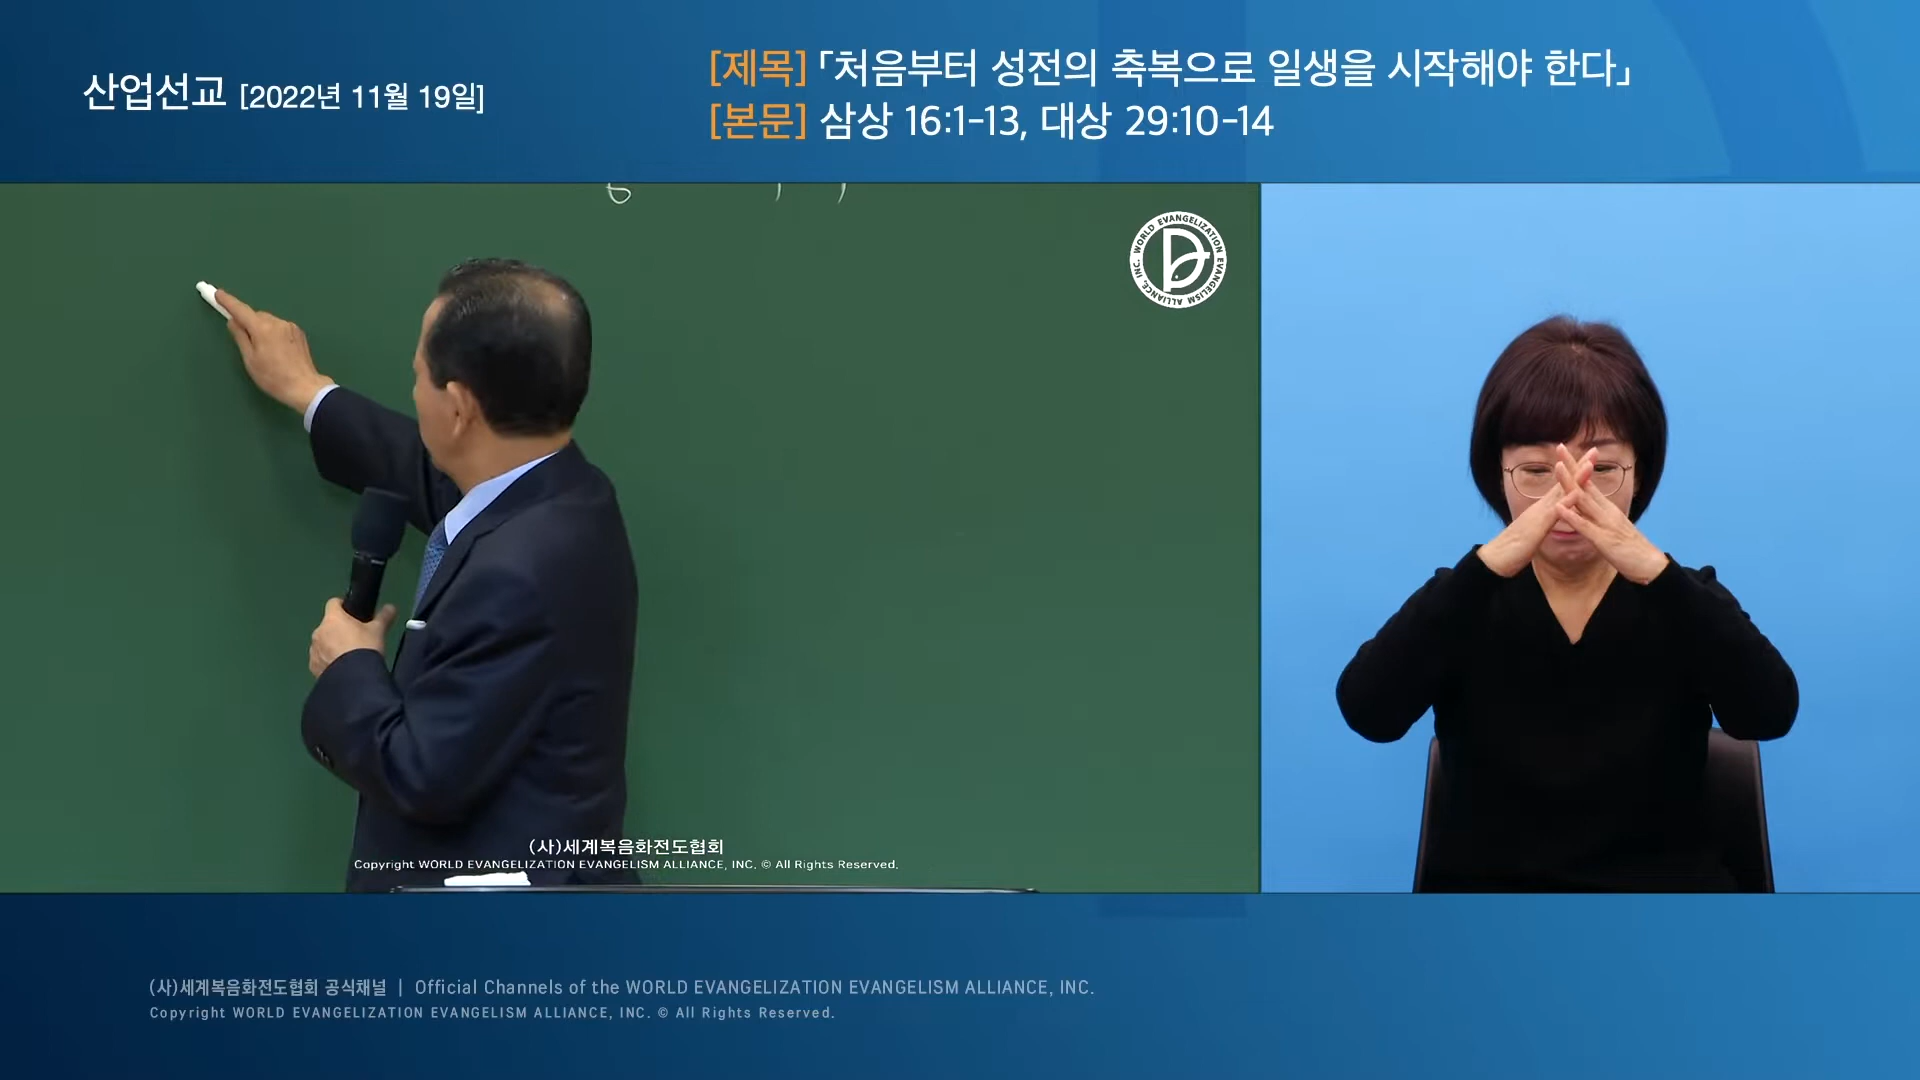 산업선교 [2022년 11월 19일]
[제목] 「처음부터 성전의 축복으로 일생을 시작해야 한다」
[본문] 삼상 16:1-13, 대상 29:10-14
WORLD EVANGELIZATION EVANGELISM ALLIANCE, INC.
(사)세계복음화전도협회
Copyright WORLD EVANGELIZATION EVANGELISM ALLIANCE, INC. © All Rights Reserved.
(사)세계복음화전도협회 공식채널 | Official Channels of the WORLD EVANGELIZATION EVANGELISM ALLIANCE, INC.
Copyright WORLD EVANGELIZATION EVANGELISM ALLIANCE, INC. © All Rights Reserved.